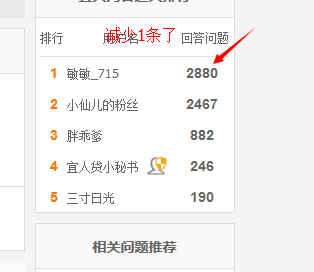 排行 用户名 回答问题
减少1条了
1 敏敏_715 2880
2 小仙儿的粉丝 2467
3 胖乖爹 882
4 宜人贷小秘书 246
5 三寸日光 190
相关问题推荐